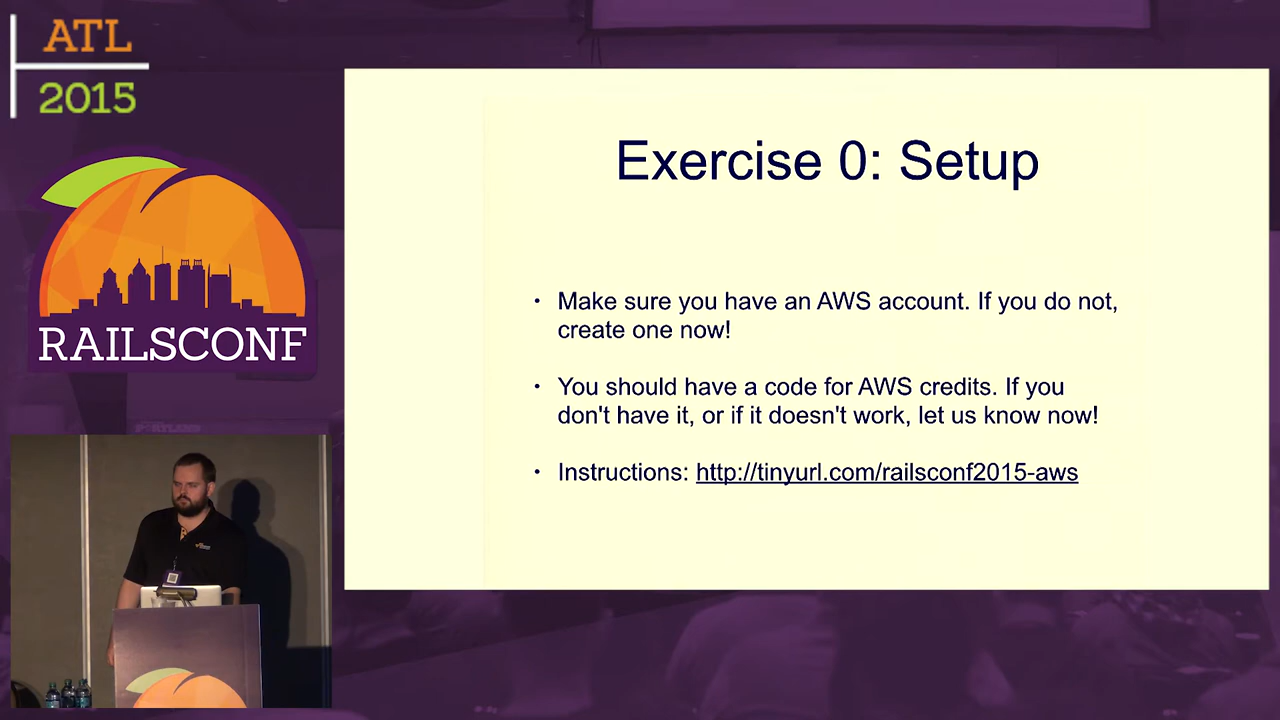 ATL
2015
RAILSCONF
Exercise 0: Setup
• Make sure you have an AWS account. If you do not,
create one now!
• You should have a code for AWS credits. If you
don't have it, or if it doesn't work, let us know now!
• Instructions: http://tinyurl.com/railsconf2015-aws